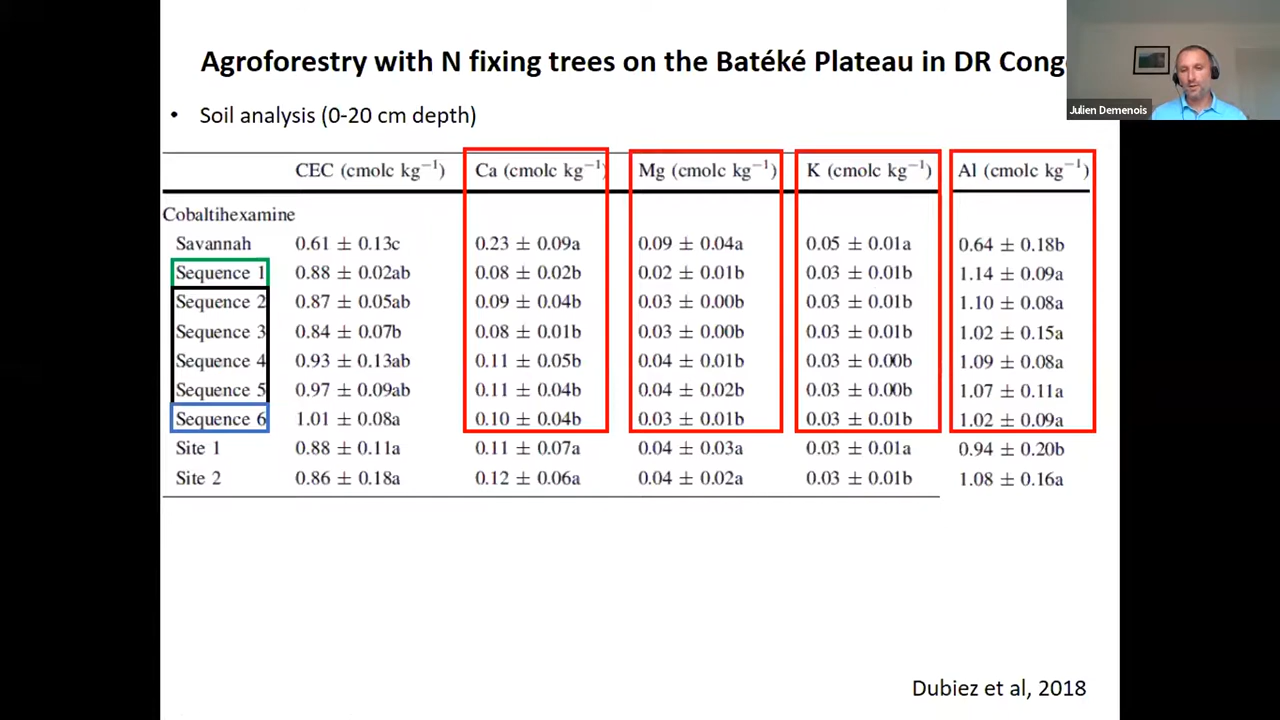 Agroforestry with N fixing trees on the Batéké Plateau in DR Cong
Julien Demenois
• Soil analysis (0-20 cm depth)
CEC (cmolc kg⁻¹) Ca (cmolc kg⁻¹) Mg (cmolc kg⁻¹) K (cmolc kg⁻¹) Al (cmolc kg⁻¹)
Cobaltihexamine
Savannah 0.61 ± 0.13c 0.23 ± 0.09a 0.09 ± 0.04a 0.05 ± 0.01a 0.64 ± 0.18b
Sequence 1 0.88 ± 0.02ab 0.08 ± 0.02b 0.02 ± 0.01b 0.03 ± 0.01b 1.14 ± 0.09a
Sequence 2 0.87 ± 0.05ab 0.09 ± 0.04b 0.03 ± 0.00b 0.03 ± 0.01b 1.10 ± 0.08a
Sequence 3 0.84 ± 0.07b 0.08 ± 0.01b 0.03 ± 0.00b 0.03 ± 0.01b 1.02 ± 0.15a
Sequence 4 0.93 ± 0.13ab 0.11 ± 0.05b 0.04 ± 0.01b 0.03 ± 0.00b 1.09 ± 0.08a
Sequence 5 0.97 ± 0.09ab 0.11 ± 0.04b 0.04 ± 0.02b 0.03 ± 0.00b 1.07 ± 0.11a
Sequence 6 1.01 ± 0.08a 0.10 ± 0.04b 0.03 ± 0.01b 0.03 ± 0.01b 1.02 ± 0.09a
Site 1 0.88 ± 0.11a 0.11 ± 0.07a 0.04 ± 0.03a 0.03 ± 0.01a 0.94 ± 0.20b
Site 2 0.86 ± 0.18a 0.12 ± 0.06a 0.04 ± 0.02a 0.03 ± 0.01b 1.08 ± 0.16a
Dubiez et al, 2018